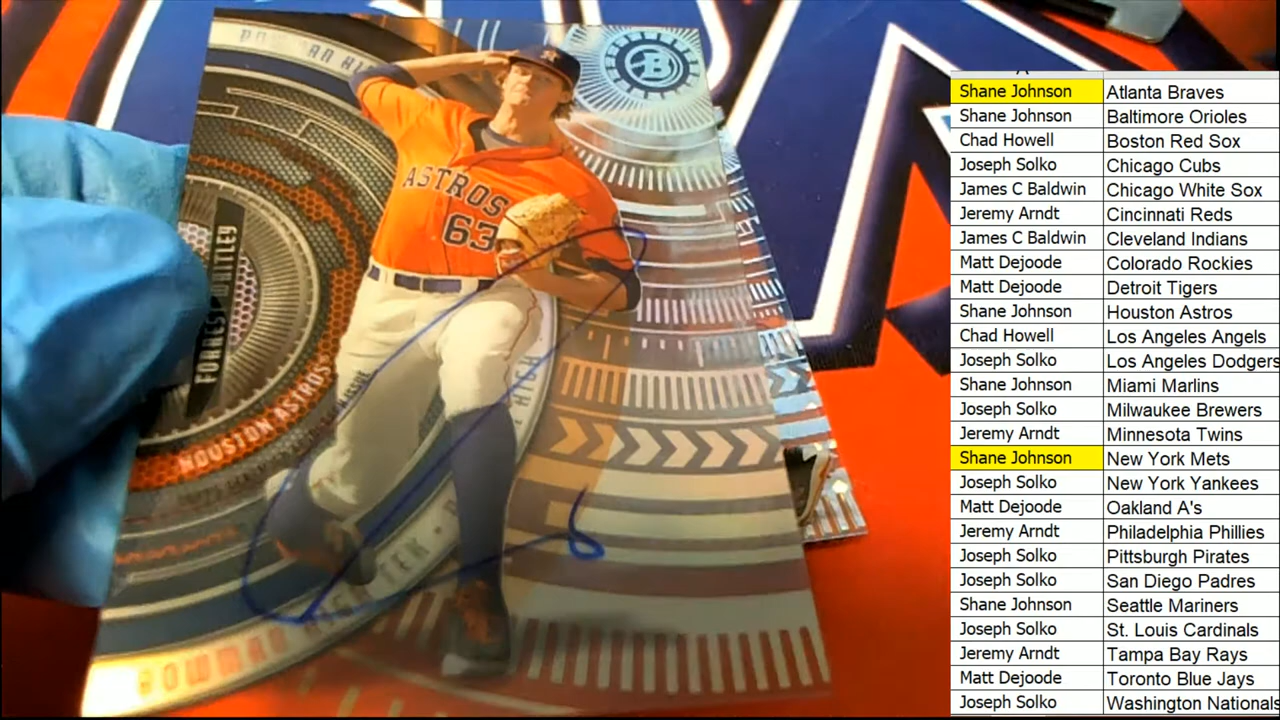 ASTROS
63
FORREST WHITLEY
HOUSTON ASTROS
B
Shane Johnson Atlanta Braves
Shane Johnson Baltimore Orioles
Chad Howell Boston Red Sox
Joseph Solko Chicago Cubs
James C Baldwin Chicago White Sox
Jeremy Arndt Cincinnati Reds
James C Baldwin Cleveland Indians
Matt Dejoode Colorado Rockies
Matt Dejoode Detroit Tigers
Shane Johnson Houston Astros
Chad Howell Los Angeles Angels
Joseph Solko Los Angeles Dodgers
Shane Johnson Miami Marlins
Joseph Solko Milwaukee Brewers
Jeremy Arndt Minnesota Twins
Shane Johnson New York Mets
Joseph Solko New York Yankees
Matt Dejoode Oakland A's
Jeremy Arndt Philadelphia Phillies
Joseph Solko Pittsburgh Pirates
Joseph Solko San Diego Padres
Shane Johnson Seattle Mariners
Joseph Solko St. Louis Cardinals
Jeremy Arndt Tampa Bay Rays
Matt Dejoode Toronto Blue Jays
Joseph Solko Washington Nationals